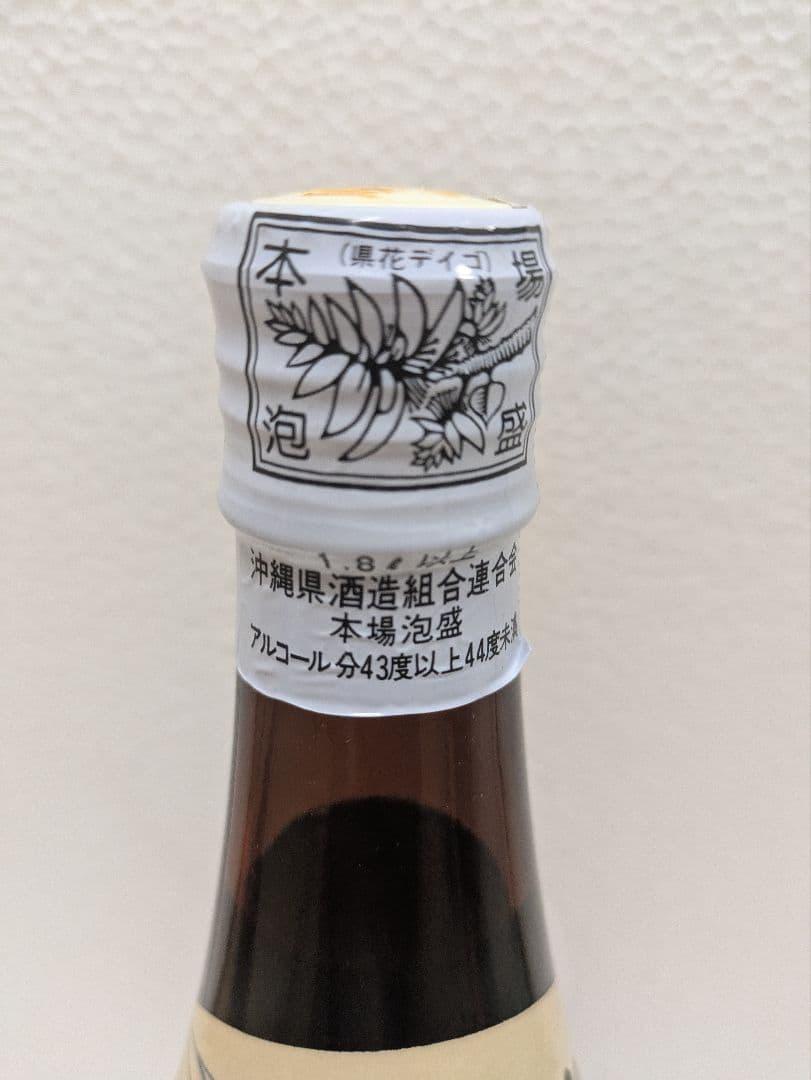 本場
(県花デイゴ)
泡盛
1.8ℓ以上
沖縄県酒造組合連合会
本場泡盛
アルコール分43度以上44度未満